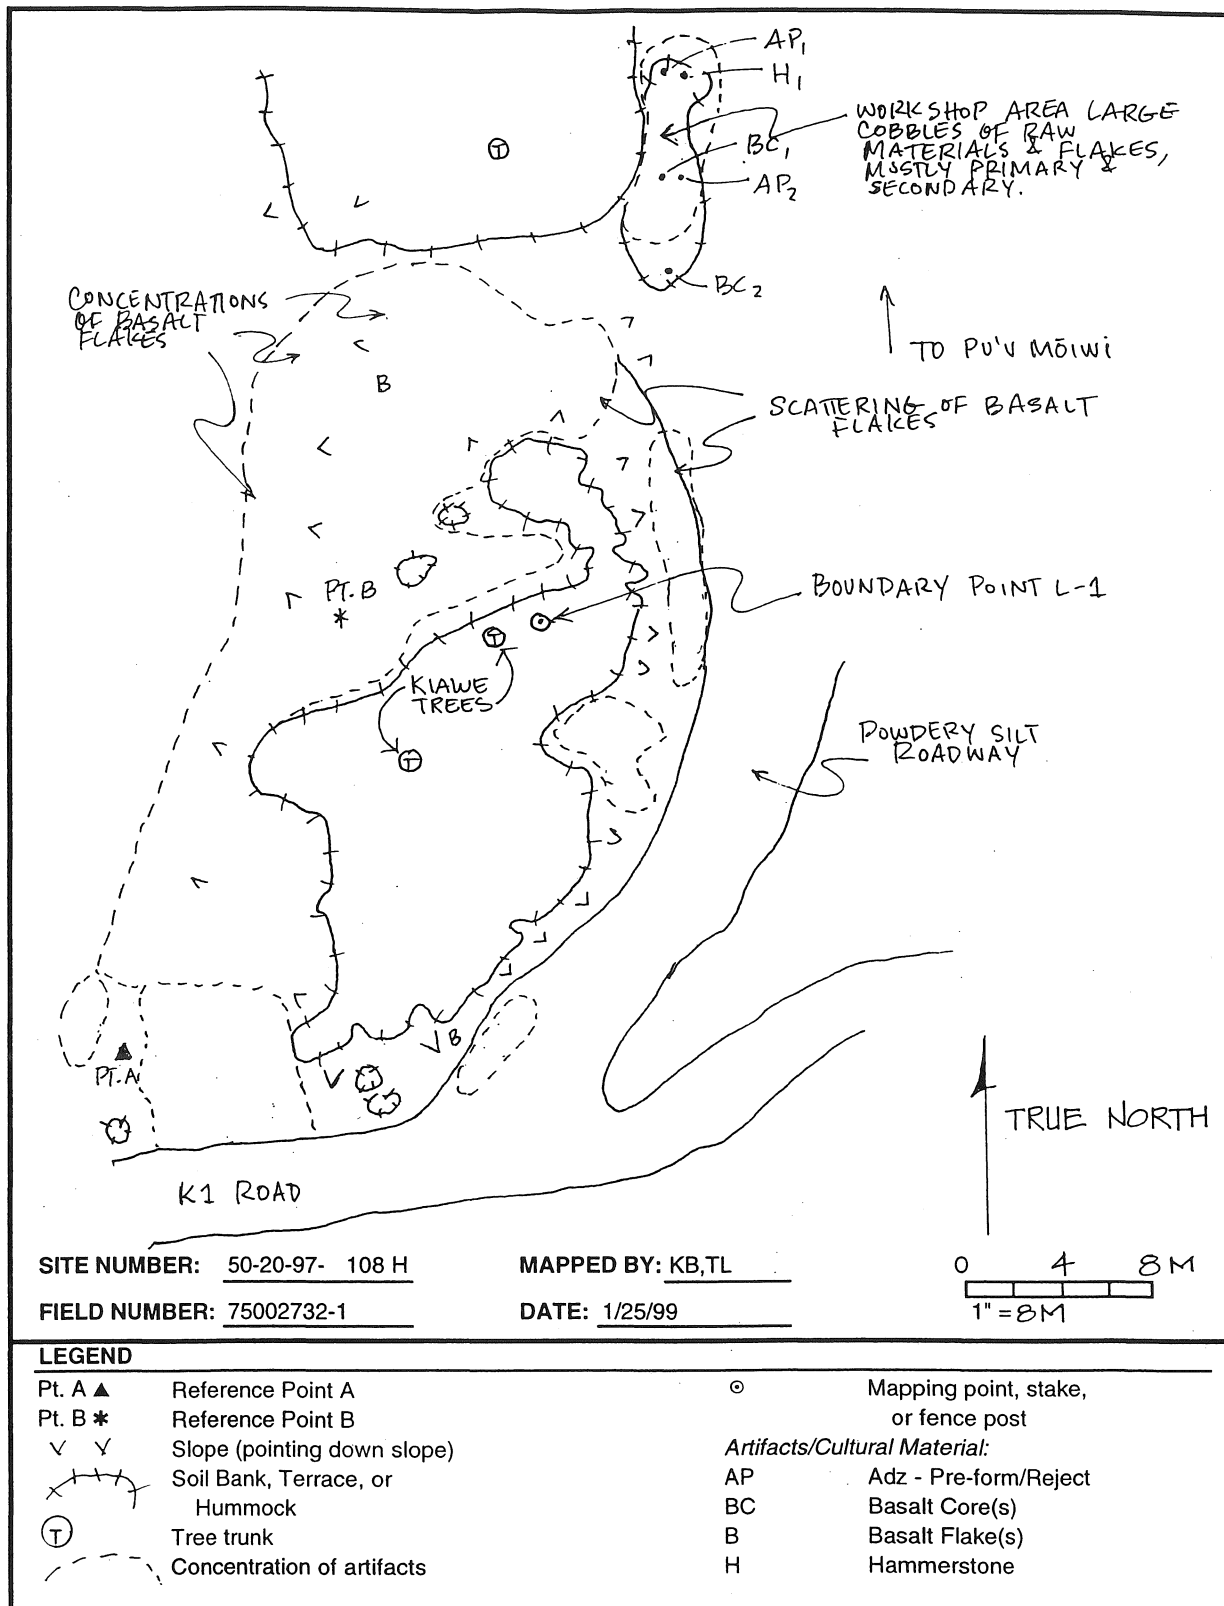 AP1
H1
WORKSHOP AREA LARGE
COBBLES OF RAW
MATERIALS & FLAKES,
MOSTLY PRIMARY &
SECONDARY.
T
BC1
AP2
BC2
CONCENTRATIONS
OF BASALT
FLAKES
TO PU'U MŌIWI
B
SCATTERING OF BASALT
FLAKES
PT. B
BOUNDARY POINT L-1
T
KIAWE
TREES
T
POWDERY SILT
ROADWAY
B
PT. A
TRUE NORTH
K1 ROAD
SITE NUMBER: 50-20-97- 108 H
MAPPED BY: KB,TL
0 4 8 M
FIELD NUMBER: 75002732-1
DATE: 1/25/99
1" = 8M
LEGEND
Pt. A ▲ Reference Point A
Pt. B * Reference Point B
Slope (pointing down slope)
Soil Bank, Terrace, or
Hummock
T Tree trunk
Concentration of artifacts
Mapping point, stake,
or fence post
Artifacts/Cultural Material:
AP Adz - Pre-form/Reject
BC Basalt Core(s)
B Basalt Flake(s)
H Hammerstone